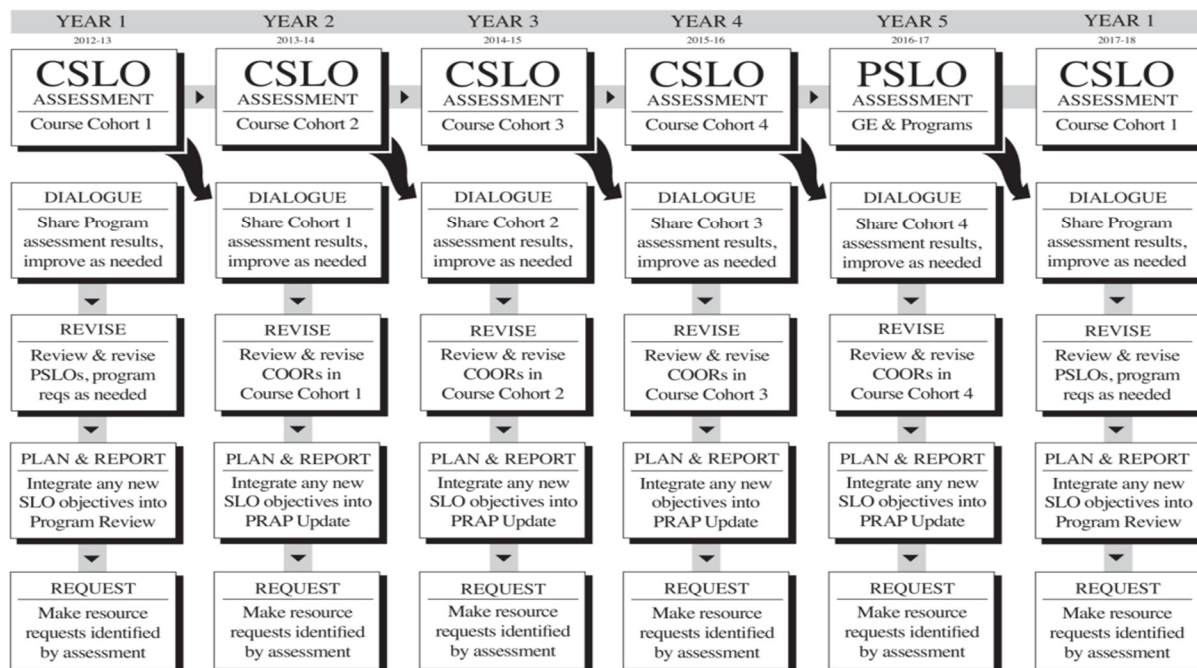 YEAR 1
YEAR 2
YEAR 3
YEAR 4
YEAR 5
YEAR 1
2012-13
2013-14
2014-15
2015-16
2016-17
2017-18
CSLO
ASSESSMENT
Course Cohort 1
CSLO
ASSESSMENT
Course Cohort 2
CSLO
ASSESSMENT
Course Cohort 3
CSLO
ASSESSMENT
Course Cohort 4
PSLO
ASSESSMENT
GE & Programs
CSLO
ASSESSMENT
Course Cohort 1
DIALOGUE
Share Program
assessment results,
improve as needed
DIALOGUE
Share Cohort 1
assessment results,
improve as needed
DIALOGUE
Share Cohort 2
assessment results,
improve as needed
DIALOGUE
Share Cohort 3
assessment results,
improve as needed
DIALOGUE
Share Cohort 4
assessment results,
improve as needed
DIALOGUE
Share Program
assessment results,
improve as needed
REVISE
Review & revise
PSLOs, program
reqs as needed
REVISE
Review & revise
COORs in
Course Cohort 1
REVISE
Review & revise
COORs in
Course Cohort 2
REVISE
Review & revise
COORs in
Course Cohort 3
REVISE
Review & revise
COORs in
Course Cohort 4
REVISE
Review & revise
PSLOs, program
reqs as needed
PLAN & REPORT
Integrate any new
SLO objectives into
Program Review
PLAN & REPORT
Integrate any new
SLO objectives into
PRAP Update
PLAN & REPORT
Integrate any new
SLO objectives into
PRAP Update
PLAN & REPORT
Integrate any new
objectives into
PRAP Update
PLAN & REPORT
Integrate any new
SLO objectives into
PRAP Update
PLAN & REPORT
Integrate any new
SLO objectives into
Program Review
REQUEST
Make resource
requests identified
by assessment
REQUEST
Make resource
requests identified
by assessment
REQUEST
Make resource
requests identified
by assessment
REQUEST
Make resource
requests identified
by assessment
REQUEST
Make resource
requests identified
by assessment
REQUEST
Make resource
requests identified
by assessment